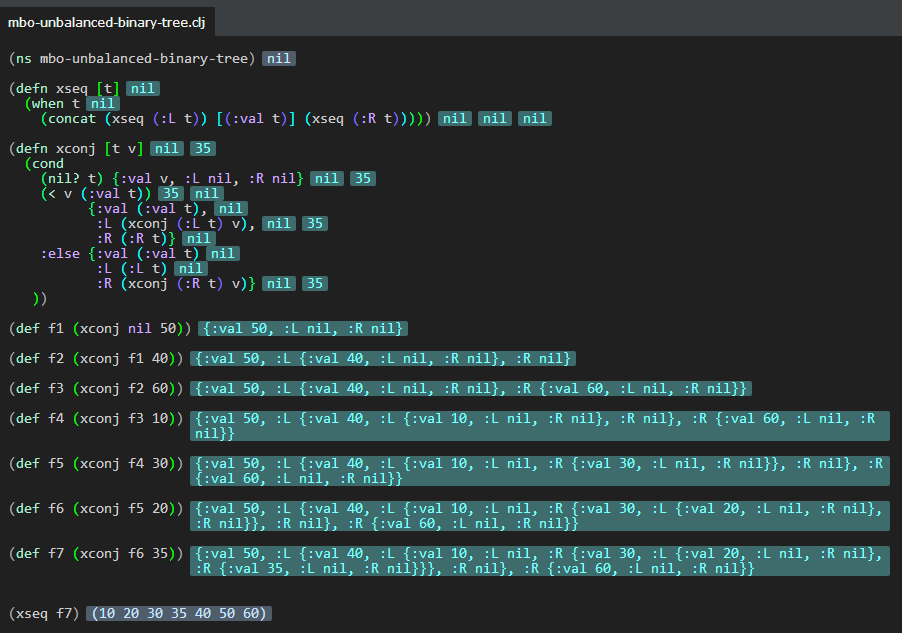 mbo-unbalanced-binary-tree.clj
(ns mbo-unbalanced-binary-tree) nil
(defn xseq [t] nil
(when t nil
(concat (xseq (:L t)) [(:val t)] (xseq (:R t))))) nil nil nil
(defn xconj [t v] nil 35
(cond
(nil? t) {:val v, :L nil, :R nil} nil 35
(< v (:val t)) 35 nil
{:val (:val t), nil
:L (xconj (:L t) v), nil 35
:R (:R t)} nil
:else {:val (:val t) nil
:L (:L t) nil
:R (xconj (:R t) v)} nil 35
))
(def f1 (xconj nil 50)) {:val 50, :L nil, :R nil}
(def f2 (xconj f1 40)) {:val 50, :L {:val 40, :L nil, :R nil}, :R nil}
(def f3 (xconj f2 60)) {:val 50, :L {:val 40, :L nil, :R nil}, :R {:val 60, :L nil, :R nil}}
(def f4 (xconj f3 10)) {:val 50, :L {:val 40, :L {:val 10, :L nil, :R nil}, :R nil}, :R {:val 60, :L nil, :R
nil}}
(def f5 (xconj f4 30)) {:val 50, :L {:val 40, :L {:val 10, :L nil, :R {:val 30, :L nil, :R nil}}, :R nil}, :R
{:val 60, :L nil, :R nil}}
(def f6 (xconj f5 20)) {:val 50, :L {:val 40, :L {:val 10, :L nil, :R {:val 30, :L {:val 20, :L nil, :R nil},
:R nil}}, :R nil}, :R {:val 60, :L nil, :R nil}}
(def f7 (xconj f6 35)) {:val 50, :L {:val 40, :L {:val 10, :L nil, :R {:val 30, :L {:val 20, :L nil, :R nil},
:R {:val 35, :L nil, :R nil}}}, :R nil}, :R {:val 60, :L nil, :R nil}}
(xseq f7) (10 20 30 35 40 50 60)